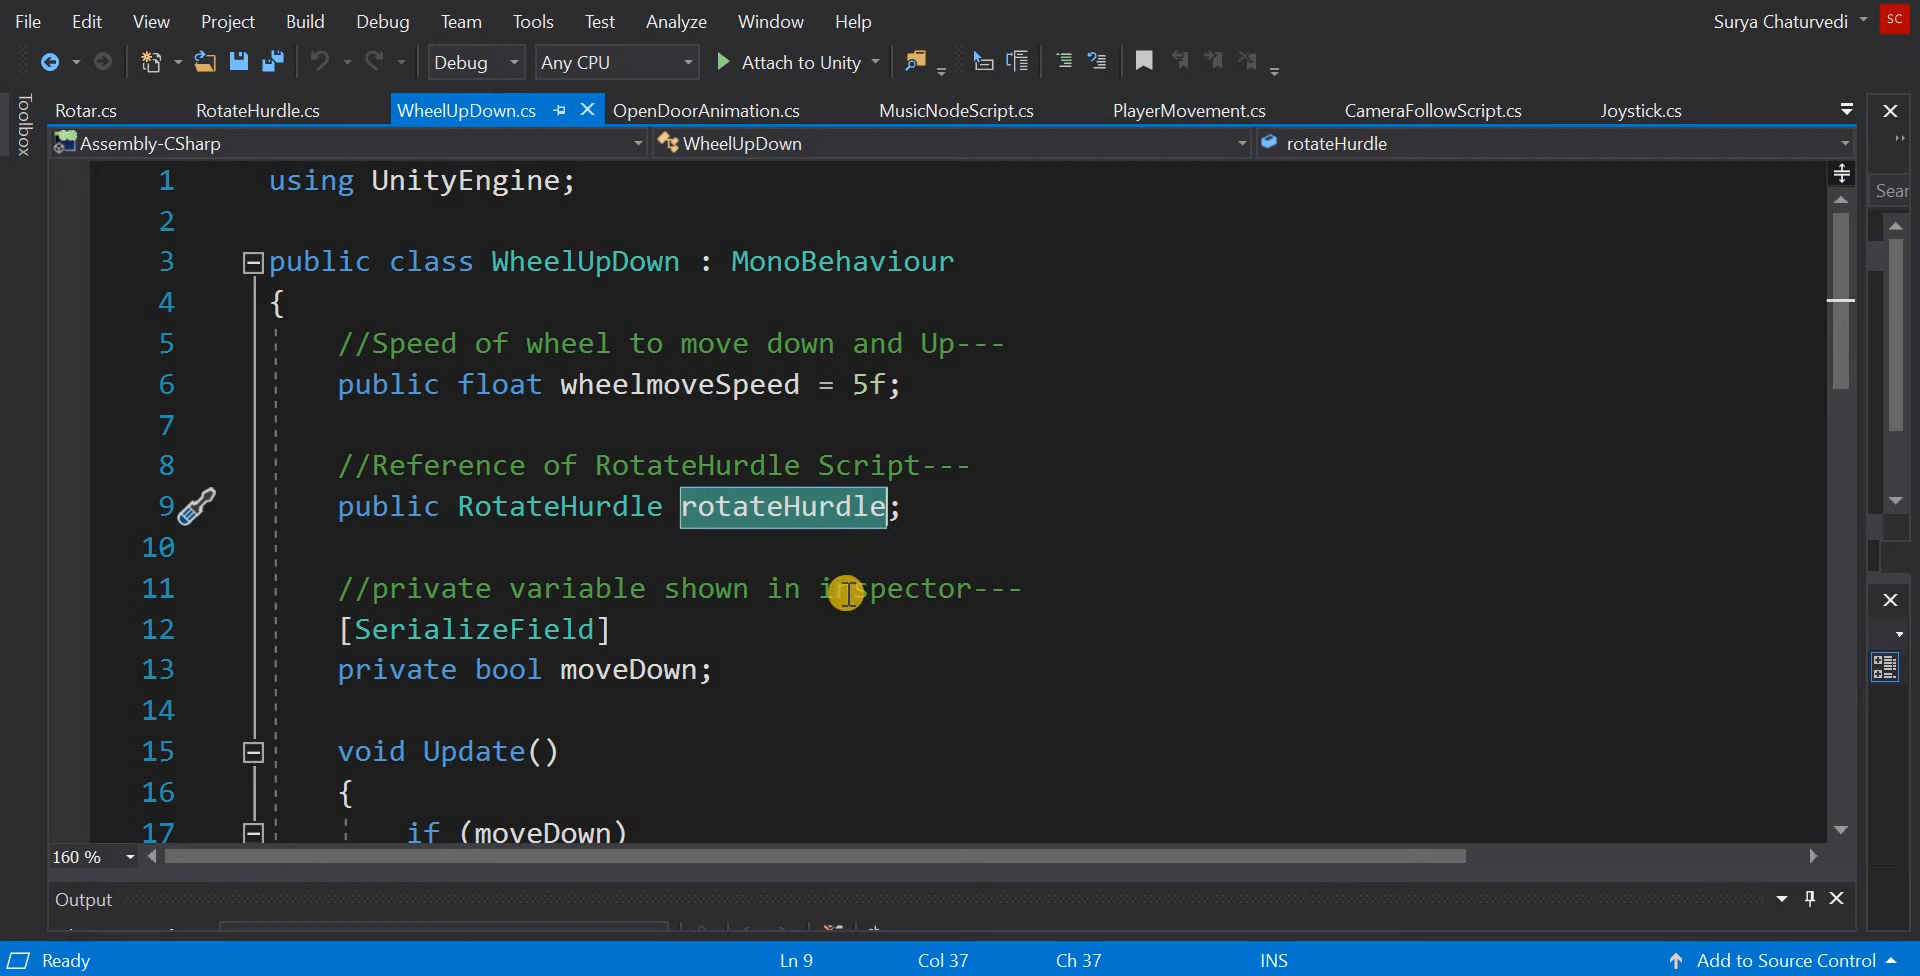 File Edit View Project Build Debug Team Tools Test Analyze Window Help Surya Chaturvedi SC
Debug Any CPU Attach to Unity
Toolbox
Rotar.cs RotateHurdle.cs WheelUpDown.cs OpenDoorAnimation.cs MusicNodeScript.cs PlayerMovement.cs CameraFollowScript.cs Joystick.cs
Assembly-CSharp WheelUpDown rotateHurdle
Sear
1 using UnityEngine;
2
3 public class WheelUpDown : MonoBehaviour
4 {
5 //Speed of wheel to move down and Up---
6 public float wheelmoveSpeed = 5f;
7
8 //Reference of RotateHurdle Script---
9 public RotateHurdle rotateHurdle;
10
11 //private variable shown in inspector---
12 [SerializeField]
13 private bool moveDown;
14
15 void Update()
16 {
17 if (moveDown)
160 %
Output
Ready Ln 9 Col 37 Ch 37 INS Add to Source Control